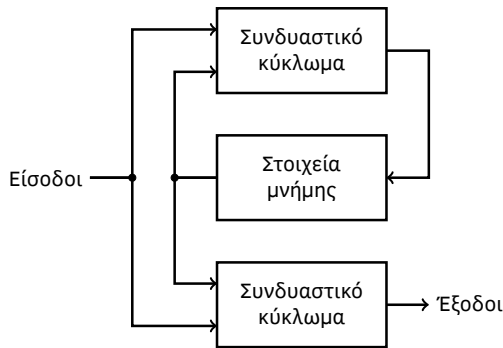 Συνδυαστικό
κύκλωμα
Στοιχεία
μνήμης
Είσοδοι
Συνδυαστικό
κύκλωμα
Έξοδοι